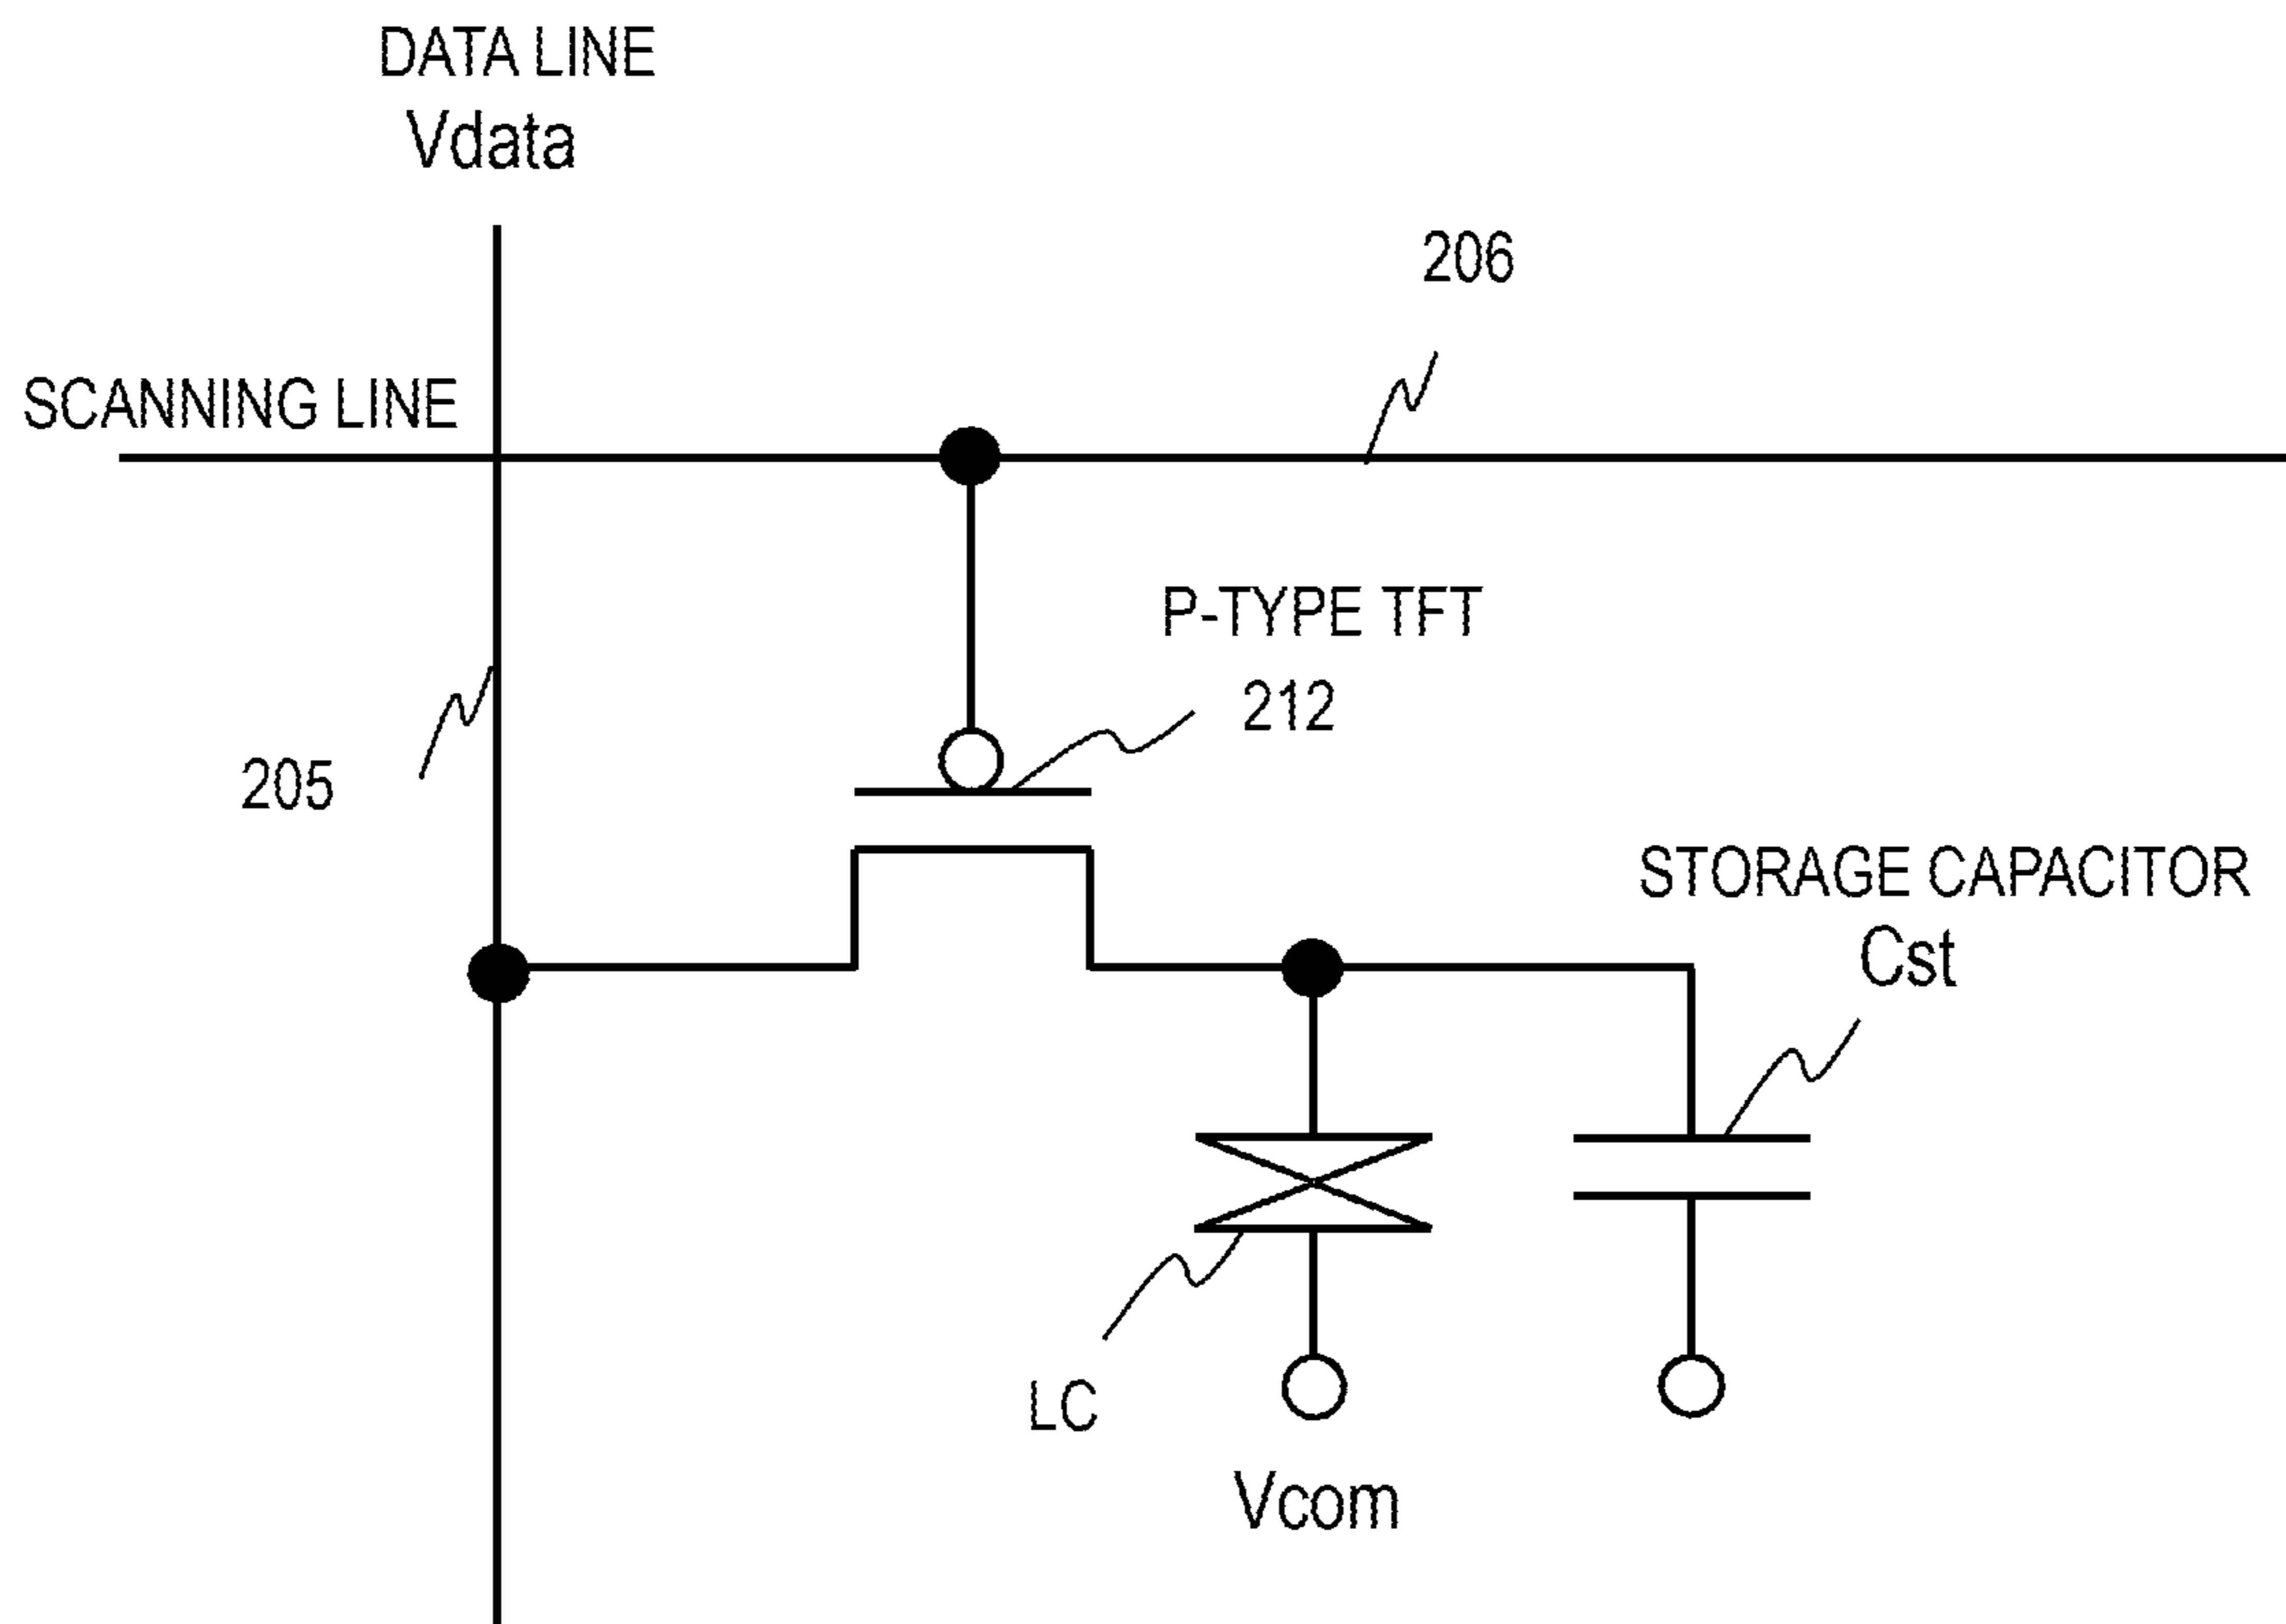 DATA LINE
Vdata
206
SCANNING LINE
P-TYPE TFT
212
205
STORAGE CAPACITOR
Cst
LC
Vcom